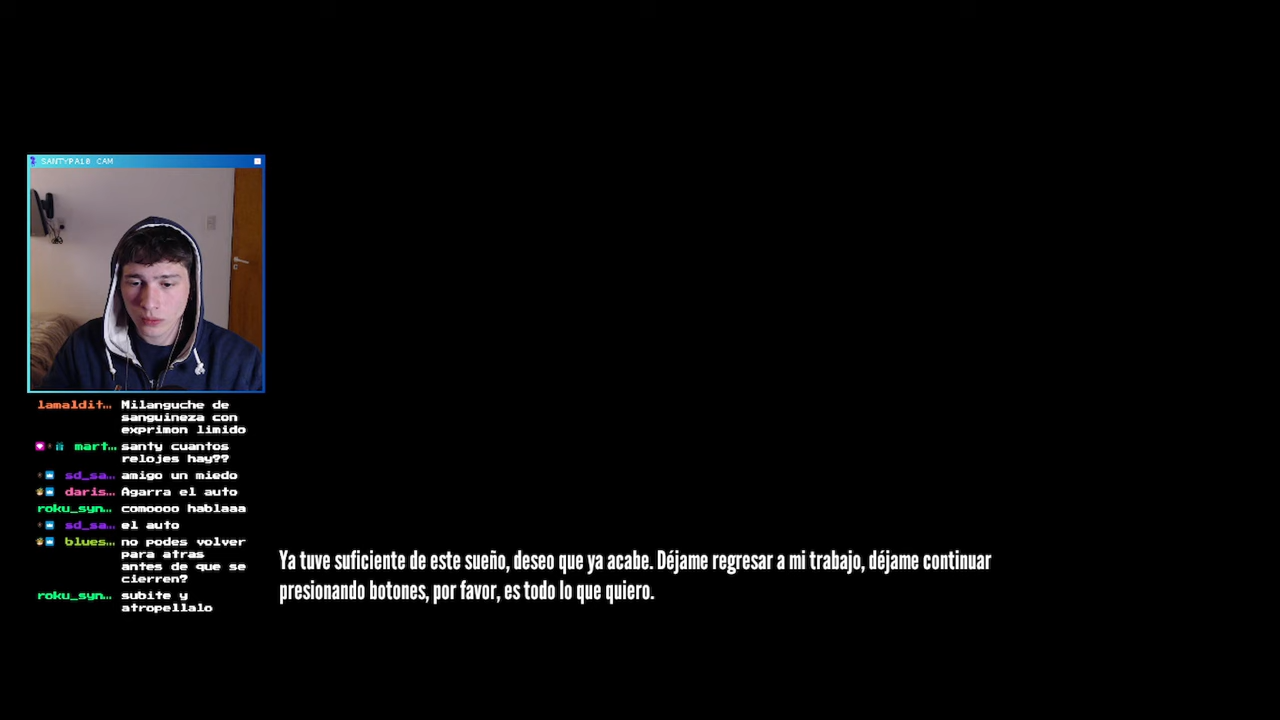 SANTYPA10 CAM
lamaldit… Milanguche de
sanguineza con
exprimon limido
mart… santy cuantos
relojes hay??
sd_sa… amigo un miedo
daris… Agarra el auto
roku_syn… comoooo hablaaa
sd_sa… el auto
blues… no podes volver
para atras
antes de que se
cierren?
roku_syn… subite y
atropellalo
Ya tuve suficiente de este sueño, deseo que ya acabe. Déjame regresar a mi trabajo, déjame continuar
presionando botones, por favor, es todo lo que quiero.